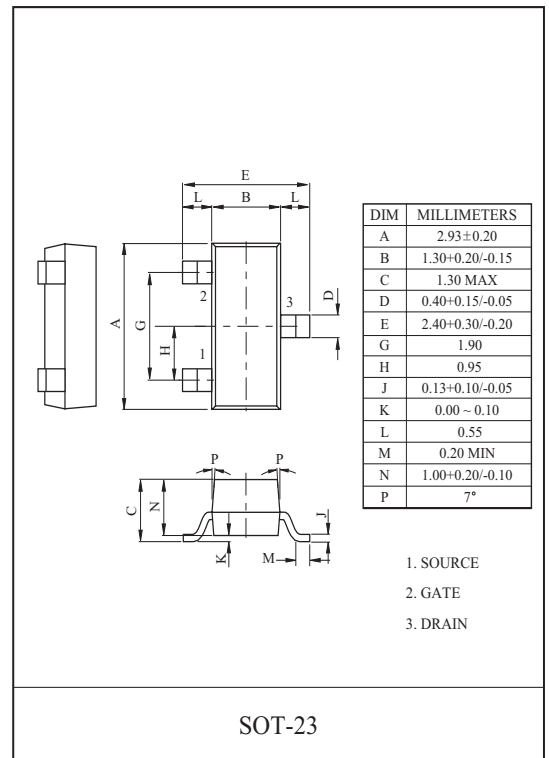 E
L B L
2
3
D
A
G
H
1
P P
C
N
K
M
J
DIM MILLIMETERS
A 2.93±0.20
B 1.30+0.20/-0.15
C 1.30 MAX
D 0.40+0.15/-0.05
E 2.40+0.30/-0.20
G 1.90
H 0.95
J 0.13+0.10/-0.05
K 0.00 ~ 0.10
L 0.55
M 0.20 MIN
N 1.00+0.20/-0.10
P 7°
1. SOURCE
2. GATE
3. DRAIN
SOT-23